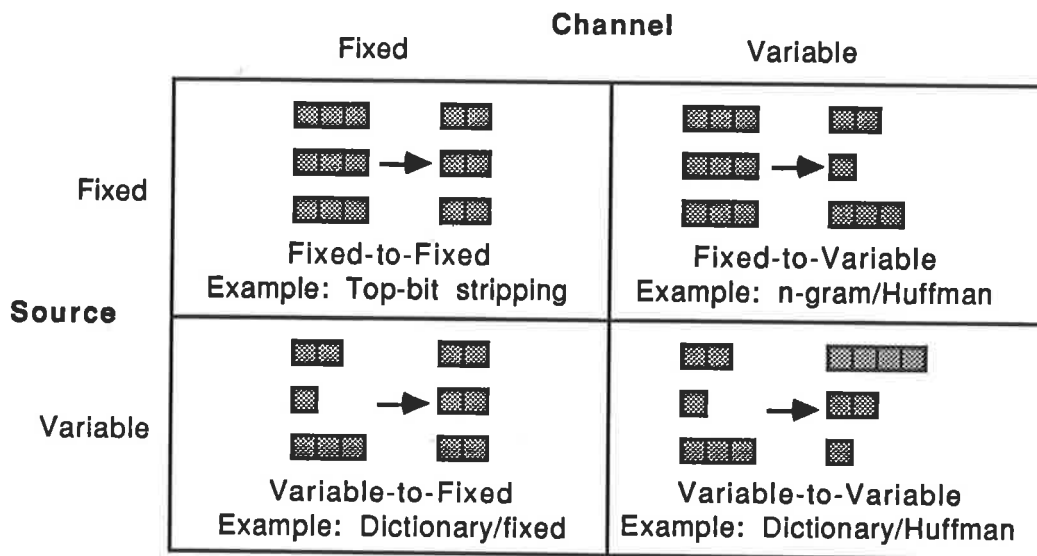 Channel
Fixed
Variable
Fixed
Fixed-to-Fixed
Example: Top-bit stripping
Fixed-to-Variable
Example: n-gram/Huffman
Source
Variable
Variable-to-Fixed
Example: Dictionary/fixed
Variable-to-Variable
Example: Dictionary/Huffman